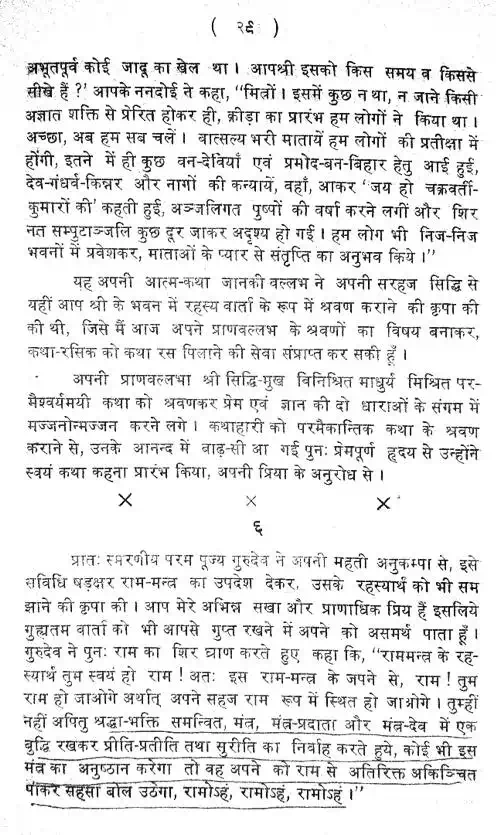 ( २९ )
अभूतपूर्व कोई जादू का खेल था । आपश्री इसको किस समय व किससे
सीखे हैं ?' आपके ननदोई ने कहा, "मित्रों । इसमें कुछ न था, न जाने किसी
अज्ञात शक्ति से प्रेरित होकर ही, क्रीड़ा का प्रारंभ हम लोगों ने किया था ।
अच्छा, अब हम सब चलें । वात्सल्य भरी मातायें हम लोगों की प्रतीक्षा में
होंगी, इतने में ही कुछ वन-देवियाँ एवं प्रमोद-बन-बिहार हेतु आई हुई,
देव-गंधर्व-किन्नर और नागों की कन्यायें, वहाँ, आकर 'जय हो चक्रवर्ती-
कुमारों की' कहती हुई, अञ्जलिगत पुष्पों की वर्षा करने लगीं और शिर
नत सम्पुटाञ्जलि कुछ दूर जाकर अदृश्य हो गई । हम लोग भी निज-निज
भवनों में प्रवेशकर, माताओं के प्यार से संतृप्ति का अनुभव किये ।"
यह अपनी आत्म-कथा जानकी वल्लभ ने अपनी सरहज सिद्धि से
यहीं आप श्री के भवन में रहस्य वार्ता के रूप में श्रवण कराने की कृपा की
की थी, जिसे मैं आज अपने प्राणवल्लभ के श्रवणों का विषय बनाकर,
कथा-रसिक को कथा रस पिलाने की सेवा संप्राप्त कर सकी हूँ ।
अपनी प्राणवल्लभा श्री सिद्धि-मुख विनिश्रित माधुर्य मिश्रित पर-
मैश्वर्यमयी कथा को श्रवणकर प्रेम एवं ज्ञान की दो धाराओं के संगम में
मज्जनोन्मज्जन करने लगे । कथाहारी को परमैकान्तिक कथा के श्रवण
कराने से, उनके आनन्द में वाढ़-सी आ गई पुनः प्रेमपूर्ण हृदय से उन्होंने
स्वयं कथा कहना प्रारंभ किया, अपनी प्रिया के अनुरोध से ।
× × ×
६
प्रातः स्मरणीय परम पूज्य गुरुदेव ने अपनी महती अनुकम्पा से, इसे
सविधि षड़क्षर राम-मन्त्र का उपदेश देकर, उसके रहस्यार्थ को भी सम
झाने की कृपा की । आप मेरे अभिन्न सखा और प्राणाधिक प्रिय हैं इसलिये
गुह्यतम वार्ता को भी आपसे गुप्त रखने में अपने को असमर्थ पाता हूँ ।
गुरुदेव ने पुनः राम का शिर घ्राण करते हुए कहा कि, "राममन्त्र के रह-
स्यार्थ तुम स्वयं हो राम ! अतः इस राम-मन्त्र के जपने से, राम ! तुम
राम हो जाओगे अर्थात् अपने सहज राम रूप में स्थित हो जाओगे । तुम्हीं
नहीं अपितु श्रद्धा-भक्ति समन्वित, मंत्र, मंत्र-प्रदाता और मंत्र-देव में एक
बुद्धि रखकर प्रीति-प्रतीति तथा सुरीति का निर्वाह करते हुये, कोई भी इस
मंत्र का अनुष्ठान करेगा तो वह अपने को राम से अतिरिक्त अकिञ्चित
पाकर सहसा बोल उठेगा, रामोऽहं, रामोऽहं, रामोऽहं ।"